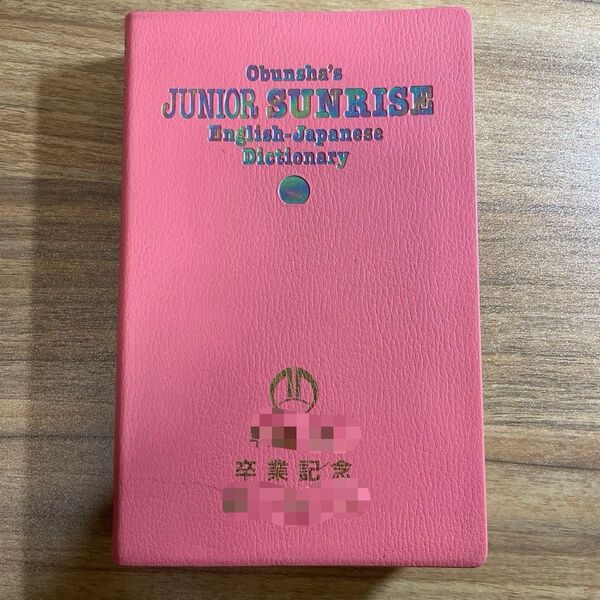 Obunsha's
JUNIOR SUNRISE
English-Japanese
Dictionary
卒業記念